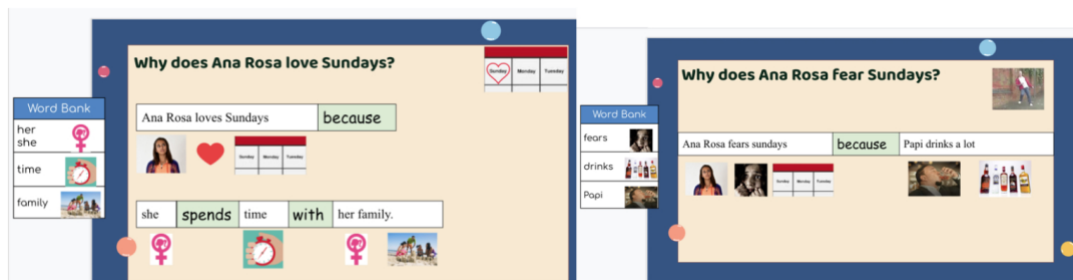 Why does Ana Rosa love Sundays?
Sunday Monday Tuesday
Word Bank
her
she
time
family
Ana Rosa loves Sundays because
Sunday Monday Tuesday
she spends time with her family.
Why does Ana Rosa fear Sundays?
Word Bank
fears
drinks
Papi
Ana Rosa fears sundays because Papi drinks a lot
Sunday Monday Tuesday